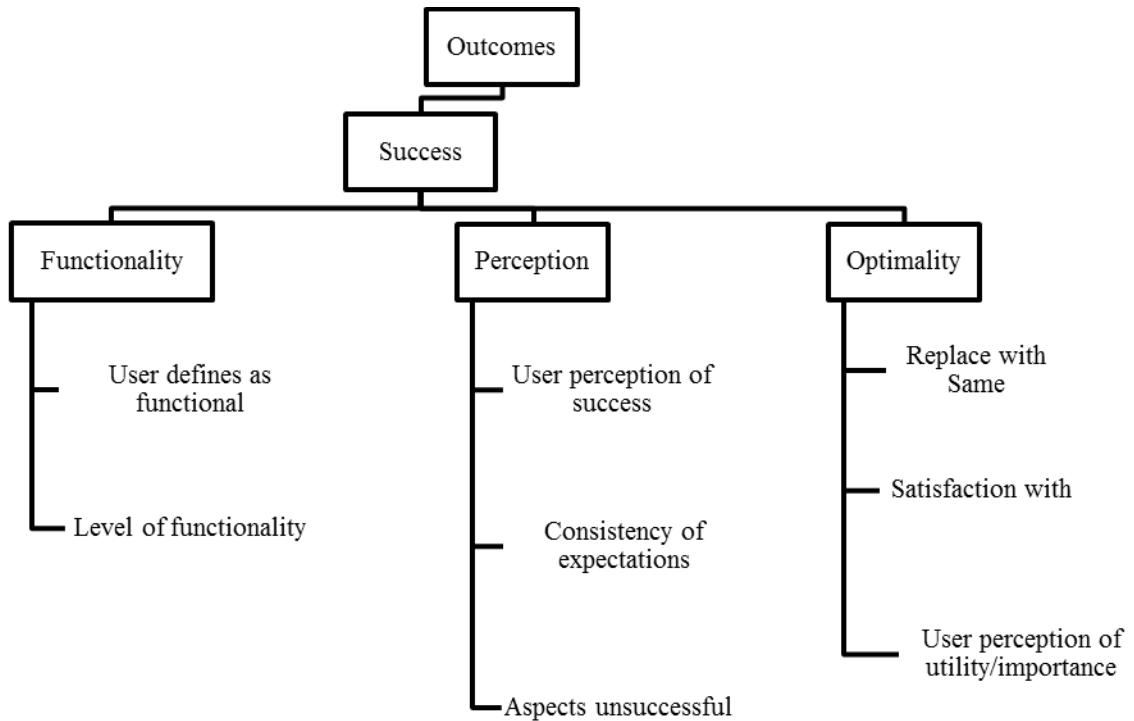 Outcomes
Success
Functionality
Perception
Optimality
User defines as
functional
Level of functionality
User perception of
success
Consistency of
expectations
Aspects unsuccessful
Replace with
Same
Satisfaction with
User perception of
utility/importance